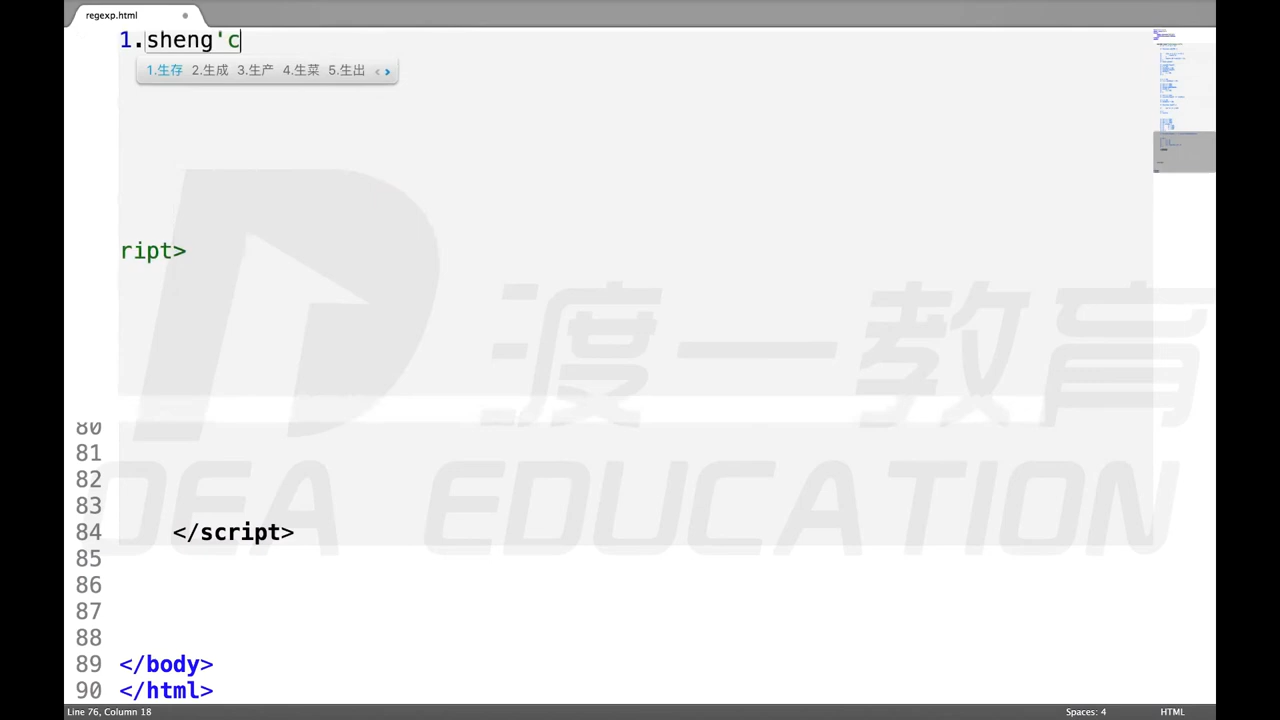 regexp.html
1.sheng'c
1.生存 2.生成 3.生产 4.生菜 5.生出 < >
ript>
渡一教育
DEA EDUCATION
80
81
82
83
84 </script>
85
86
87
88
89 </body>
90 </html>
Line 76, Column 18 Spaces: 4 HTML